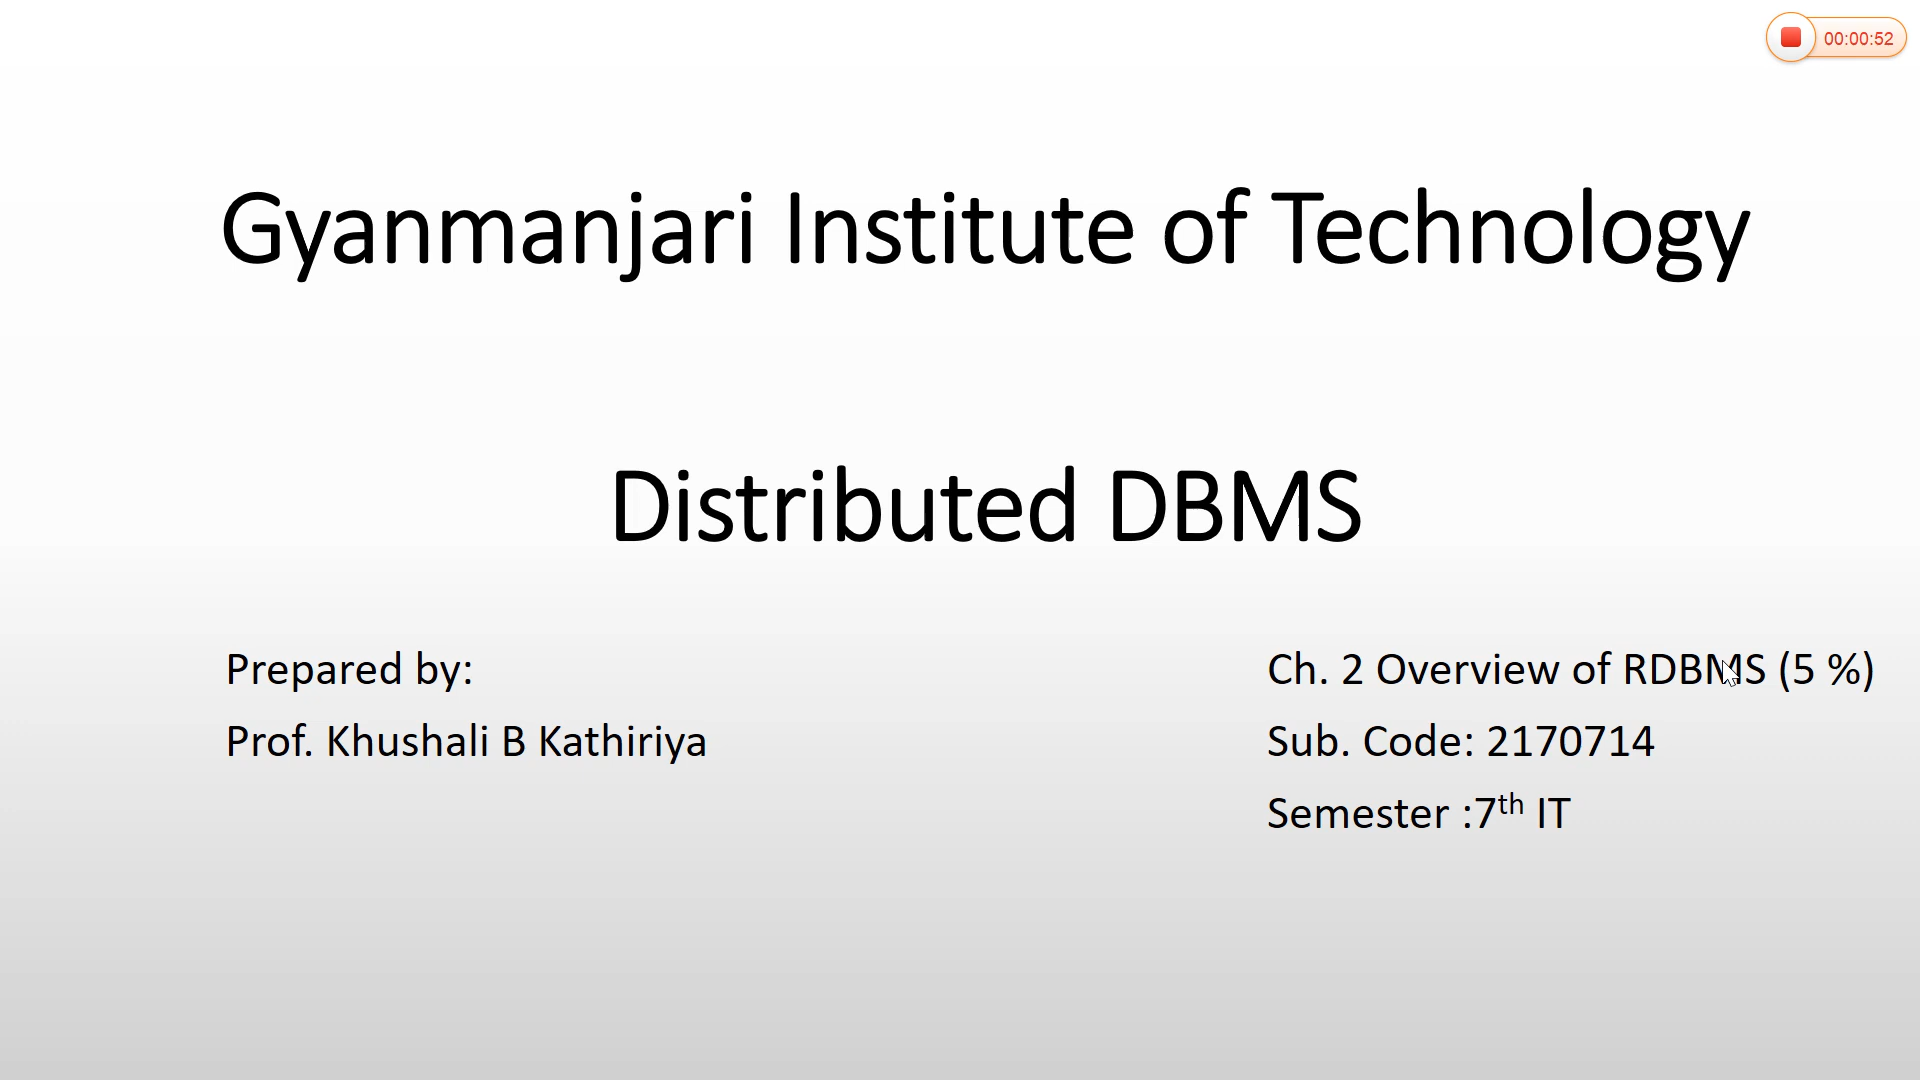 00:00:52
Gyanmanjari Institute of Technology
Distributed DBMS
Prepared by:
Prof. Khushali B Kathiriya
Ch. 2 Overview of RDBMS (5 %)
Sub. Code: 2170714
Semester :7th IT